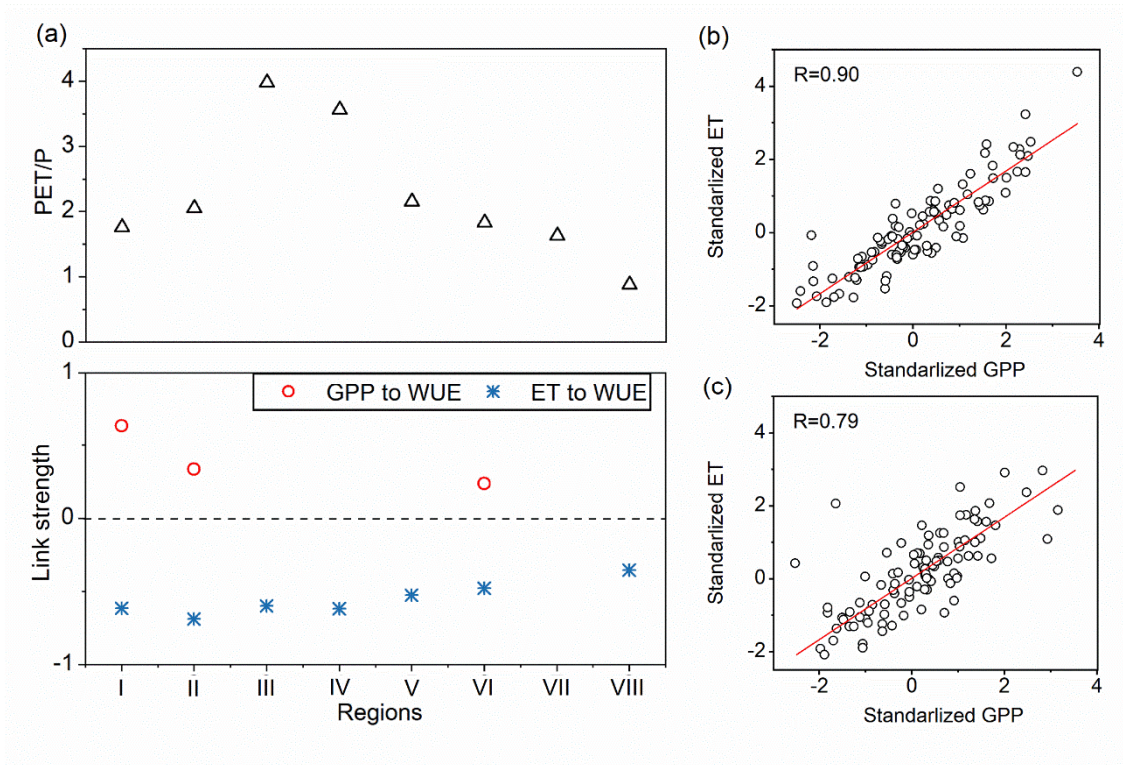 (a)
4
3
2
1
0
PET/P
1
0
-1
Link strength
GPP to WUE ET to WUE
I II III IV V VI VII VIII
Regions
(b)
R=0.90
4
2
0
-2
Standarlized ET
-2 0 2 4
Standarlized GPP
(c)
R=0.79
4
2
0
-2
Standarlized ET
-2 0 2 4
Standarlized GPP